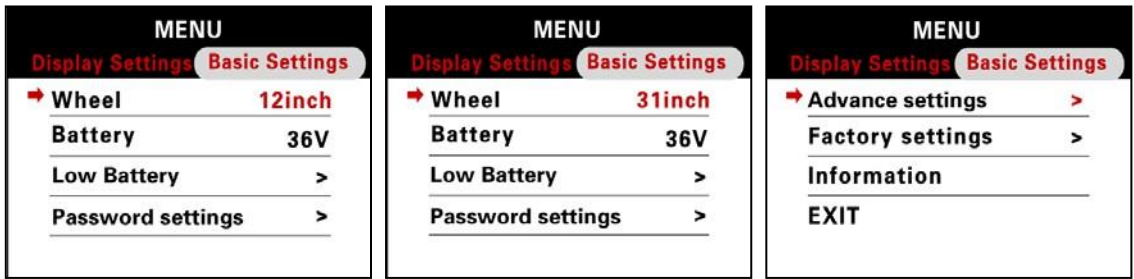 MENU
Display Settings Basic Settings
Wheel 12inch
Battery 36V
Low Battery >
Password settings >
MENU
Display Settings Basic Settings
Wheel 31inch
Battery 36V
Low Battery >
Password settings >
MENU
Display Settings Basic Settings
Advance settings >
Factory settings >
Information
EXIT